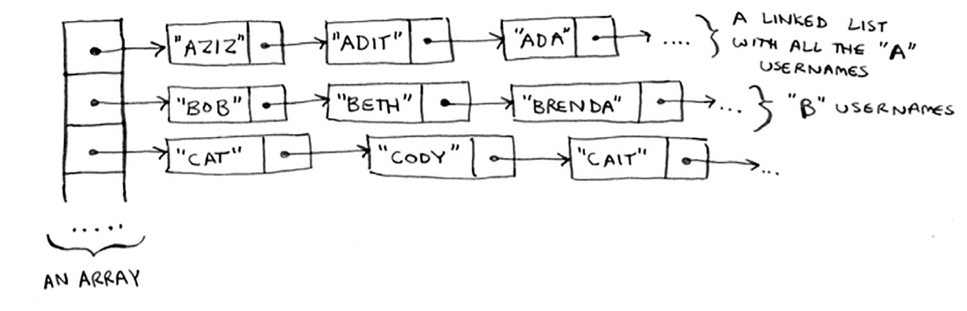 "AZIZ" "ADIT" "ADA" .... A LINKED LIST
WITH ALL THE "A"
USERNAMES
"BOB" "BETH" "BRENDA" ... "B" USERNAMES
"CAT" "CODY" "CAIT" ...
.....
AN ARRAY